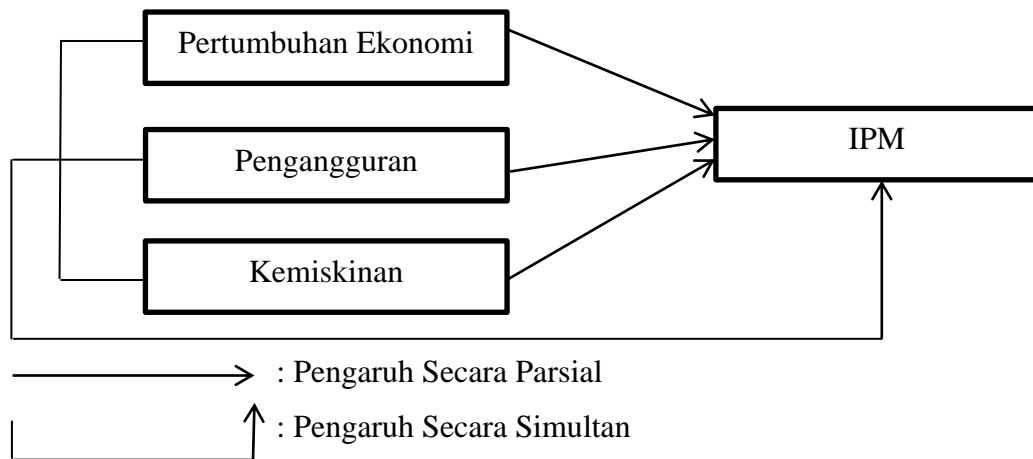 Pertumbuhan Ekonomi
IPM
Pengangguran
Kemiskinan
: Pengaruh Secara Parsial
: Pengaruh Secara Simultan